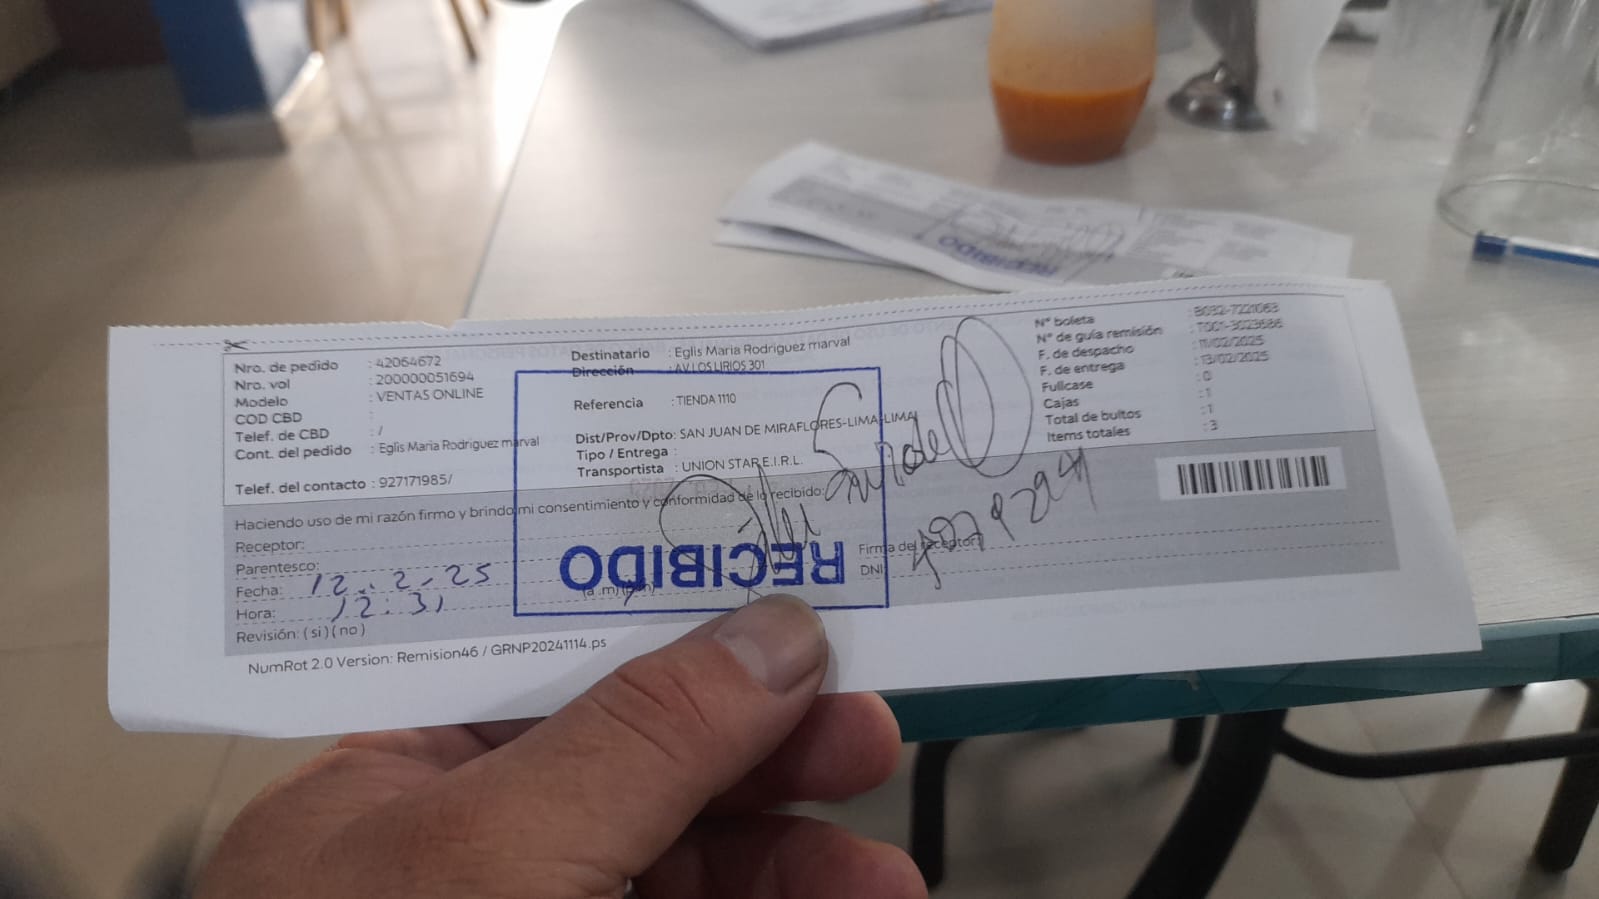 Nro. de pedido : 42064672
Nro. vol : 200000051694
Modelo : VENTAS ONLINE
COD CBD :
Telef. de CBD : /
Cont. del pedido : Eglis Maria Rodriguez marval
Telef. del contacto : 927171985/
Destinatario : Eglis Maria Rodriguez marval
Dirección : AV LOS LIRIOS 301
Referencia : TIENDA 1110
Dist/Prov/Dpto: SAN JUAN DE MIRAFLORES-LIMA-LIMA
Tipo / Entrega :
Transportista : UNION STAR E.I.R.L.
N° boleta : B032-7221063
N° de guía remisión : T001-3023686
F. de despacho : 11/02/2025
F. de entrega : 13/02/2025
Fullcase : 0
Cajas : 1
Total de bultos : 1
Items totales : 3
Haciendo uso de mi razón firmo y brindo mi consentimiento y conformidad de lo recibido:
Receptor:
Parentesco:
Fecha: 12.2-25
Hora: 12:31 (a.m)(p.m)
Revisión: (si)(no)
Firma del receptor:
DNI
RECIBIDO
NumRot 2.0 Version: Remision46 / GRNP20241114.ps
RECIBIDO